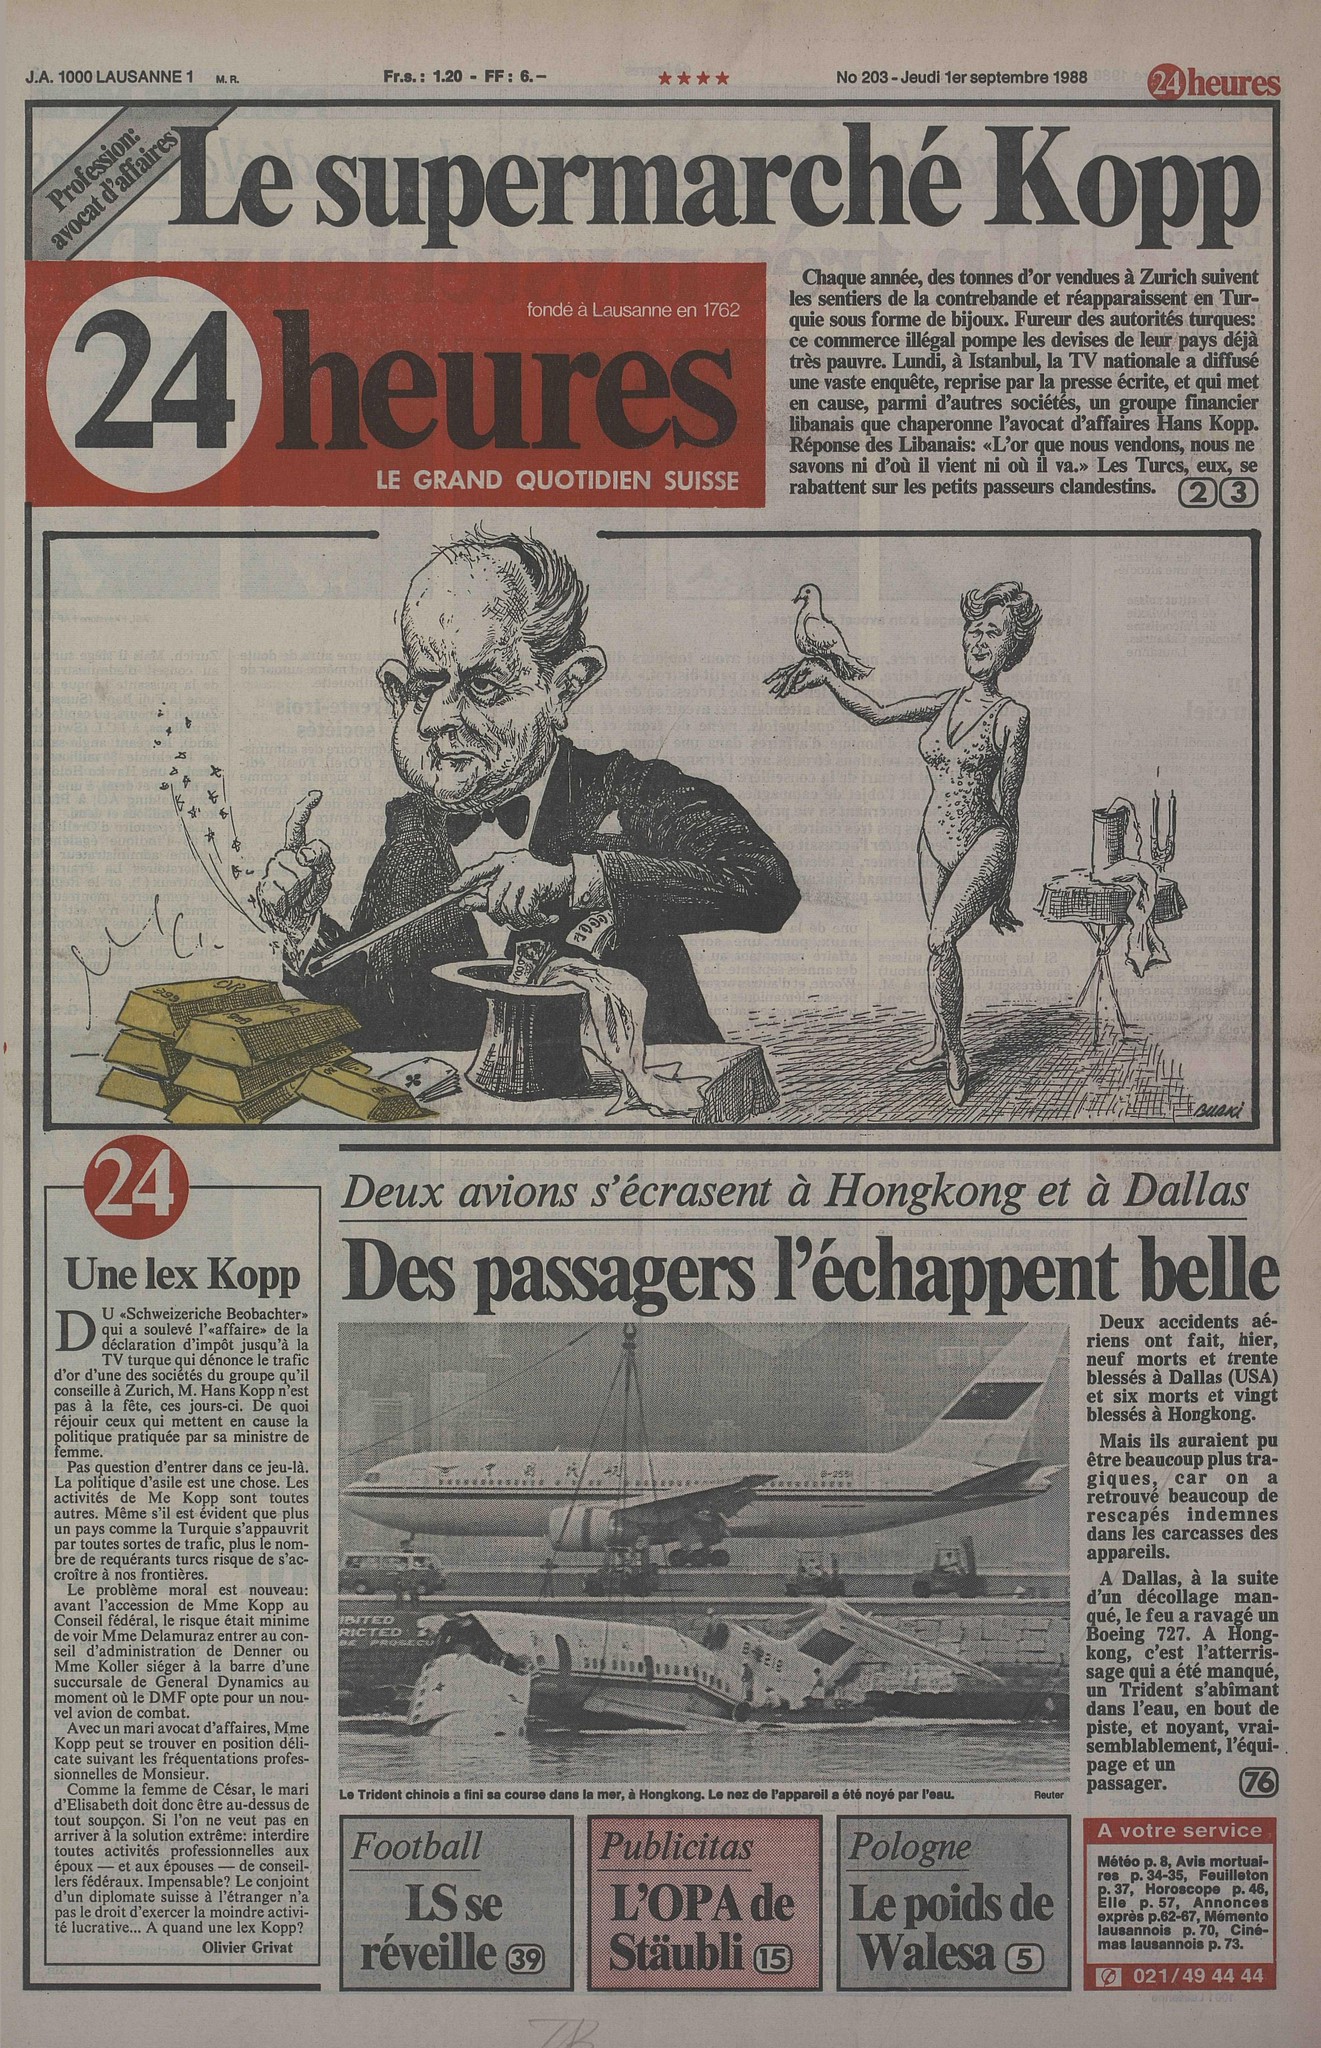 J.A. 1000 LAUSANNE 1 M. R.
Fr.s.: 1.20 - FF: 6.–
★★★★
No 203 - Jeudi 1er septembre 1988
24 heures
Profession:
avocat d'affaires
Le supermarché Kopp
fondé à Lausanne en 1762
24 heures
LE GRAND QUOTIDIEN SUISSE
Chaque année, des tonnes d'or vendues à Zurich suivent
les sentiers de la contrebande et réapparaissent en Tur-
quie sous forme de bijoux. Fureur des autorités turques:
ce commerce illégal pompe les devises de leur pays déjà
très pauvre. Lundi, à Istanbul, la TV nationale a diffusé
une vaste enquête, reprise par la presse écrite, et qui met
en cause, parmi d'autres sociétés, un groupe financier
libanais que chaperonne l'avocat d'affaires Hans Kopp.
Réponse des Libanais: «L'or que nous vendons, nous ne
savons ni d'où il vient ni où il va.» Les Turcs, eux, se
rabattent sur les petits passeurs clandestins. 2 3
BURKI
24
Une lex Kopp
DU «Schweizeriche Beobachter»
qui a soulevé l'«affaire» de la
déclaration d'impôt jusqu'à la
TV turque qui dénonce le trafic
d'or d'une des sociétés du groupe qu'il
conseille à Zurich, M. Hans Kopp n'est
pas à la fête, ces jours-ci. De quoi
réjouir ceux qui mettent en cause la
politique pratiquée par sa ministre de
femme.
Pas question d'entrer dans ce jeu-là.
La politique d'asile est une chose. Les
activités de Me Kopp sont toutes
autres. Même s'il est évident que plus
un pays comme la Turquie s'appauvrit
par toutes sortes de trafic, plus le nom-
bre de requérants turcs risque de s'ac-
croître à nos frontières.
Le problème moral est nouveau:
avant l'accession de Mme Kopp au
Conseil fédéral, le risque était minime
de voir Mme Delamuraz entrer au con-
seil d'administration de Denner ou
Mme Koller siéger à la barre d'une
succursale de General Dynamics au
moment où le DMF opte pour un nou-
vel avion de combat.
Avec un mari avocat d'affaires, Mme
Kopp peut se trouver en position déli-
cate suivant les fréquentations profes-
sionnelles de Monsieur.
Comme la femme de César, le mari
d'Elisabeth doit donc être au-dessus de
tout soupçon. Si l'on ne veut pas en
arriver à la solution extrême: interdire
toutes activités professionnelles aux
époux — et aux épouses — de conseil-
lers fédéraux. Impensable? Le conjoint
d'un diplomate suisse à l'étranger n'a
pas le droit d'exercer la moindre activi-
té lucrative... A quand une lex Kopp?
Olivier Grivat
Deux avions s'écrasent à Hongkong et à Dallas
Des passagers l'échappent belle
Deux accidents aé-
riens ont fait, hier,
neuf morts et trente
blessés à Dallas (USA)
et six morts et vingt
blessés à Hongkong.
Mais ils auraient pu
être beaucoup plus tra-
giques, car on a
retrouvé beaucoup de
rescapés indemnes
dans les carcasses des
appareils.
A Dallas, à la suite
d'un décollage man-
qué, le feu a ravagé un
Boeing 727. A Hong-
kong, c'est l'atterris-
sage qui a été manqué,
un Trident s'abîmant
dans l'eau, en bout de
piste, et noyant, vrai-
semblablement, l'équi-
page et un
passager. 76
Le Trident chinois a fini sa course dans la mer, à Hongkong. Le nez de l'appareil a été noyé par l'eau. Reuter
Football
LS se
réveille 39
Publicitas
L'OPA de
Stäubli 15
Pologne
Le poids de
Walesa 5
A votre service
Météo p. 8, Avis mortuai-
res p. 34-35, Feuilleton
p. 37, Horoscope p. 46,
Elle p. 57, Annonces
exprès p.62-67, Mémento
lausannois p. 70, Ciné-
mas lausannois p. 73.
021/49 44 44